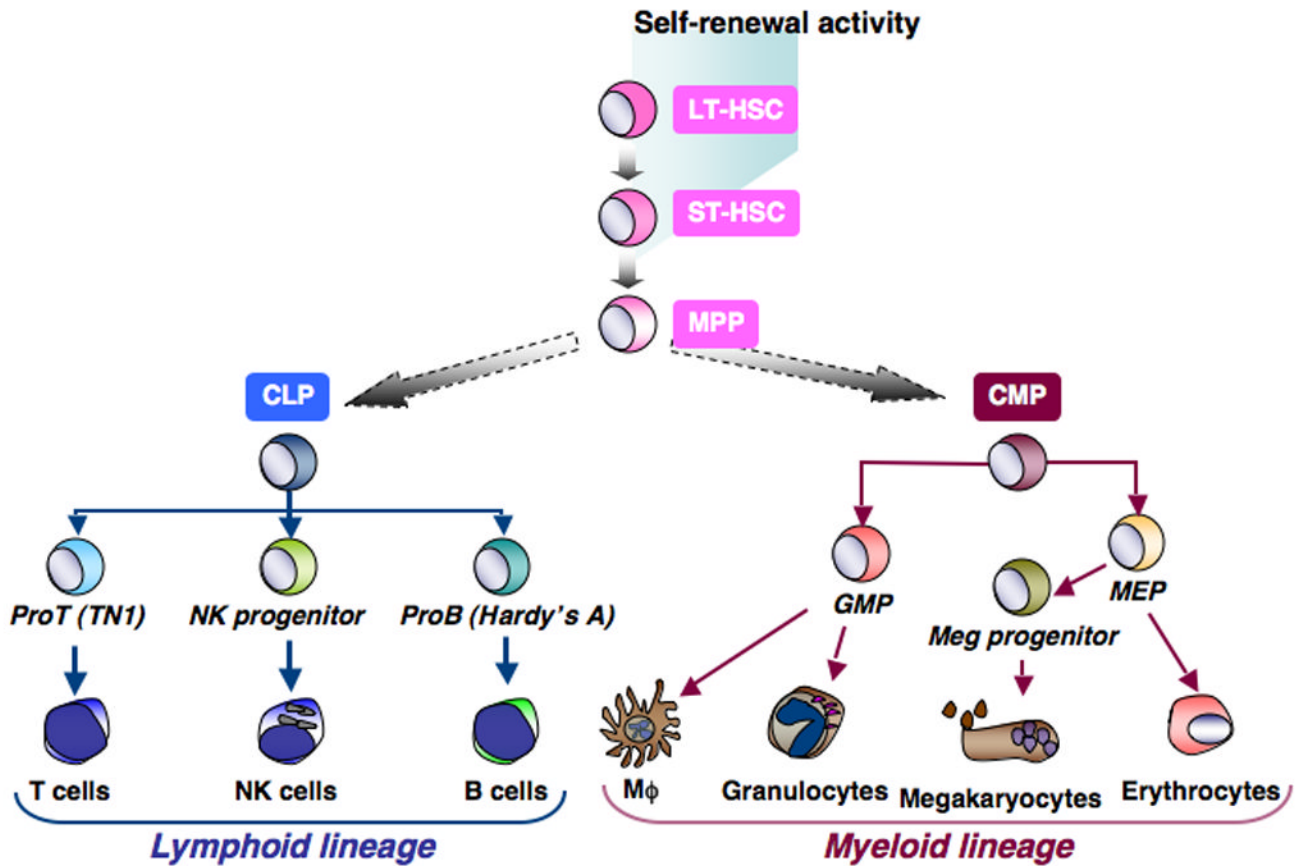 Self-renewal activity
LT-HSC
ST-HSC
MPP
CLP
CMP
ProT (TN1)
NK progenitor
ProB (Hardy's A)
GMP
MEP
Meg progenitor
T cells
NK cells
B cells
Mϕ
Granulocytes
Megakaryocytes
Erythrocytes
Lymphoid lineage
Myeloid lineage